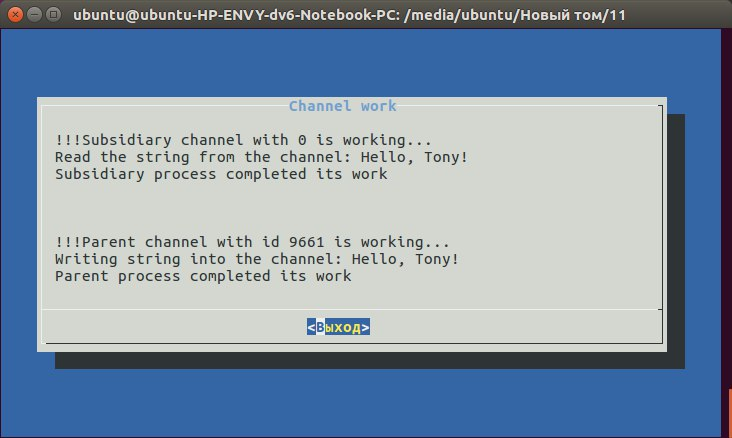 ubuntu@ubuntu-HP-ENVY-dv6-Notebook-PC: /media/ubuntu/Новый том/11
Channel work
!!!Subsidiary channel with 0 is working...
Read the string from the channel: Hello, Tony!
Subsidiary process completed its work
!!!Parent channel with id 9661 is working...
Writing string into the channel: Hello, Tony!
Parent process completed its work
<Выход>